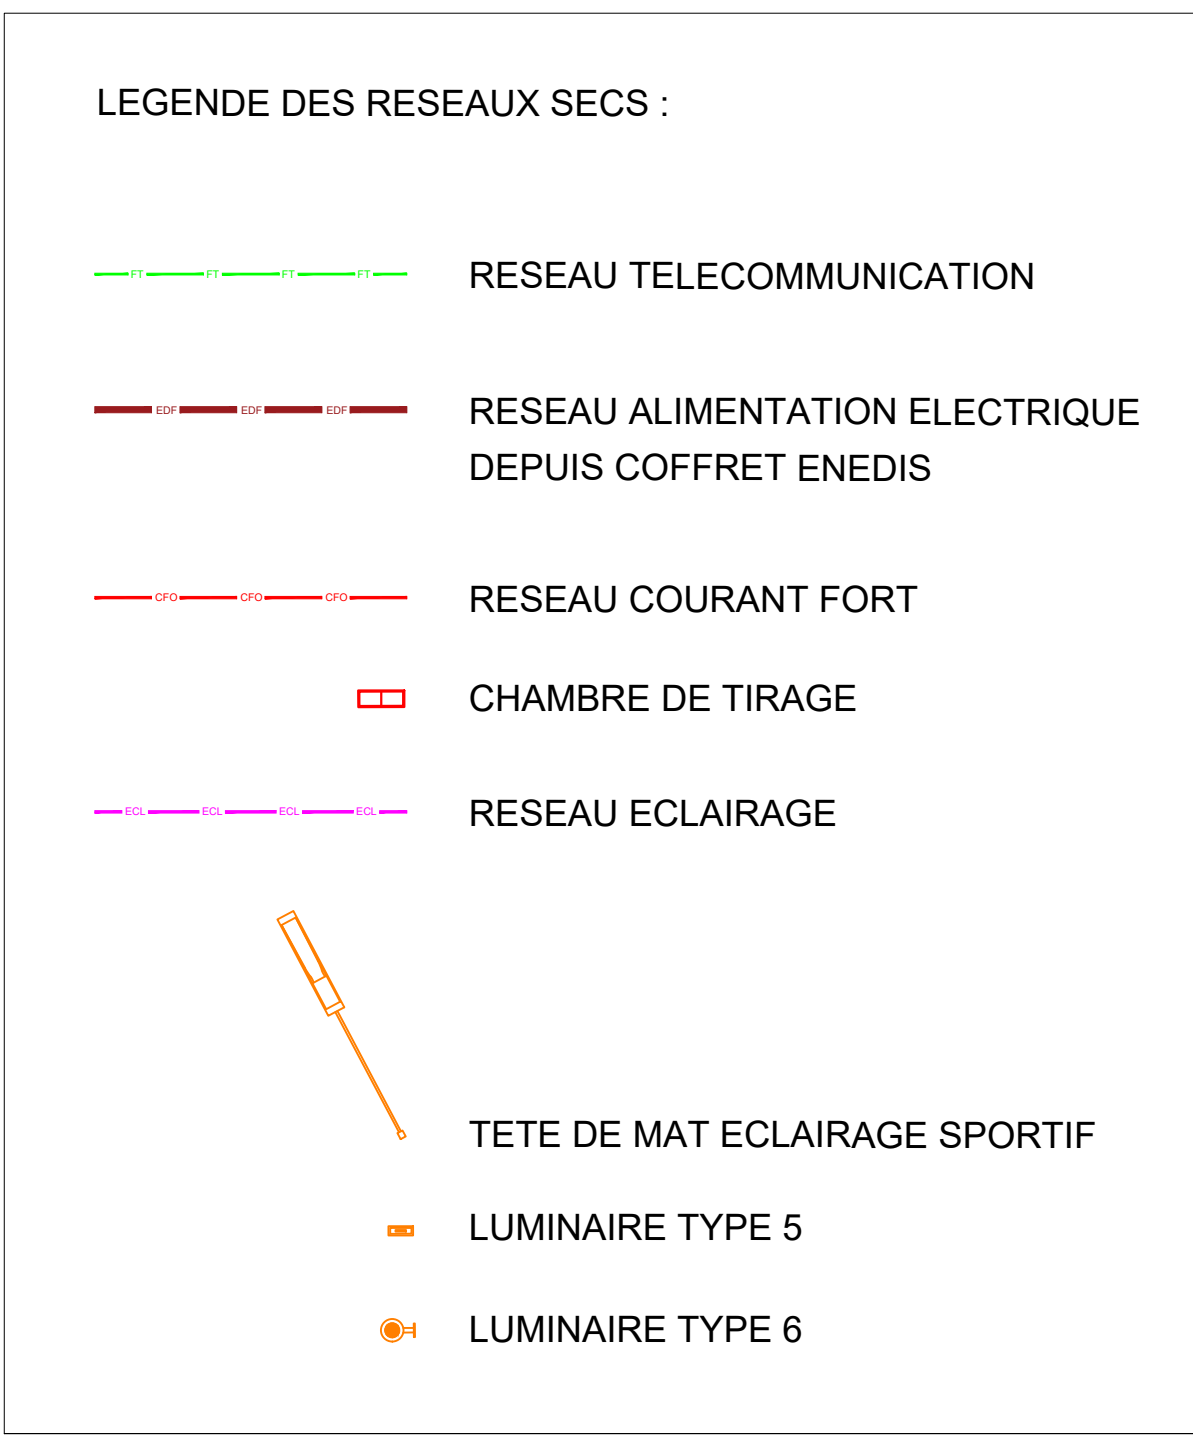 LEGENDE DES RESEAUX SECS :
FT FT FT FT RESEAU TELECOMMUNICATION
EDF EDF EDF RESEAU ALIMENTATION ELECTRIQUE
DEPUIS COFFRET ENEDIS
CFO CFO CFO RESEAU COURANT FORT
CHAMBRE DE TIRAGE
ECL ECL ECL ECL RESEAU ECLAIRAGE
TETE DE MAT ECLAIRAGE SPORTIF
LUMINAIRE TYPE 5
LUMINAIRE TYPE 6